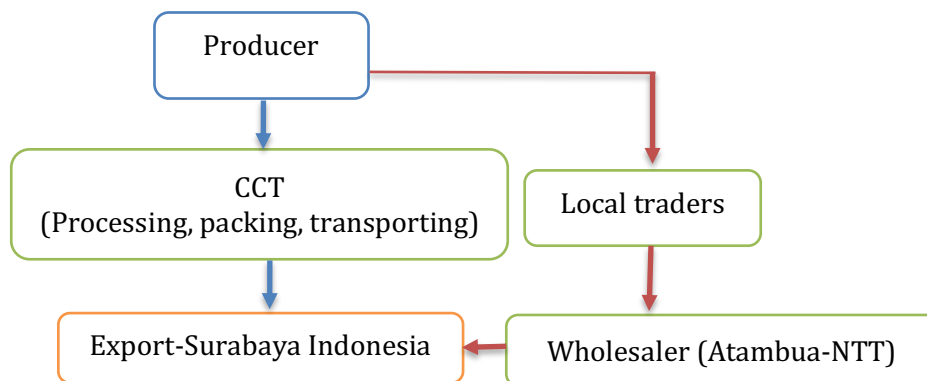 Producer
CCT
(Processing, packing, transporting)
Local traders
Export-Surabaya Indonesia
Wholesaler (Atambua-NTT)